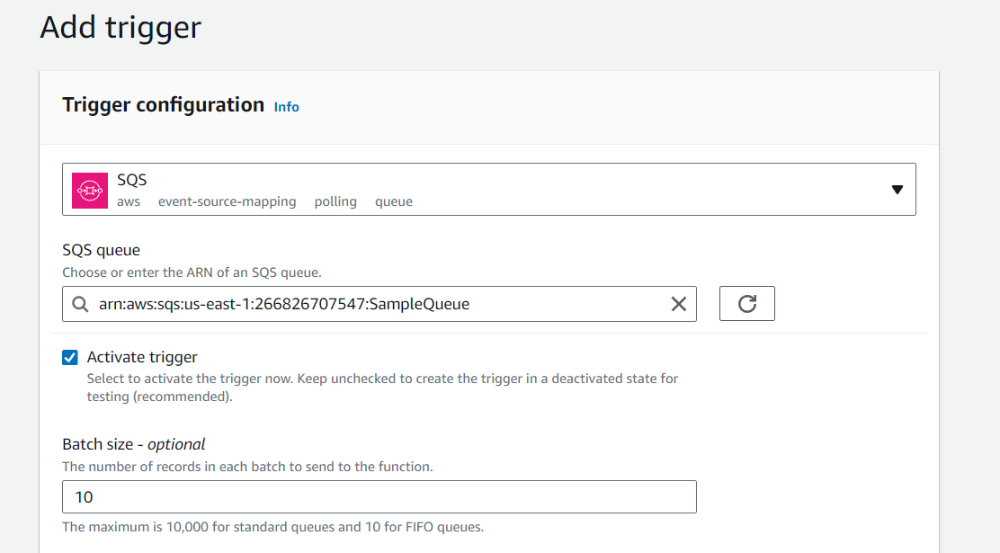 Add trigger
Trigger configuration Info
SQS
aws event-source-mapping polling queue
SQS queue
Choose or enter the ARN of an SQS queue.
arn:aws:sqs:us-east-1:266826707547:SampleQueue
Activate trigger
Select to activate the trigger now. Keep unchecked to create the trigger in a deactivated state for
testing (recommended).
Batch size - optional
The number of records in each batch to send to the function.
10
The maximum is 10,000 for standard queues and 10 for FIFO queues.